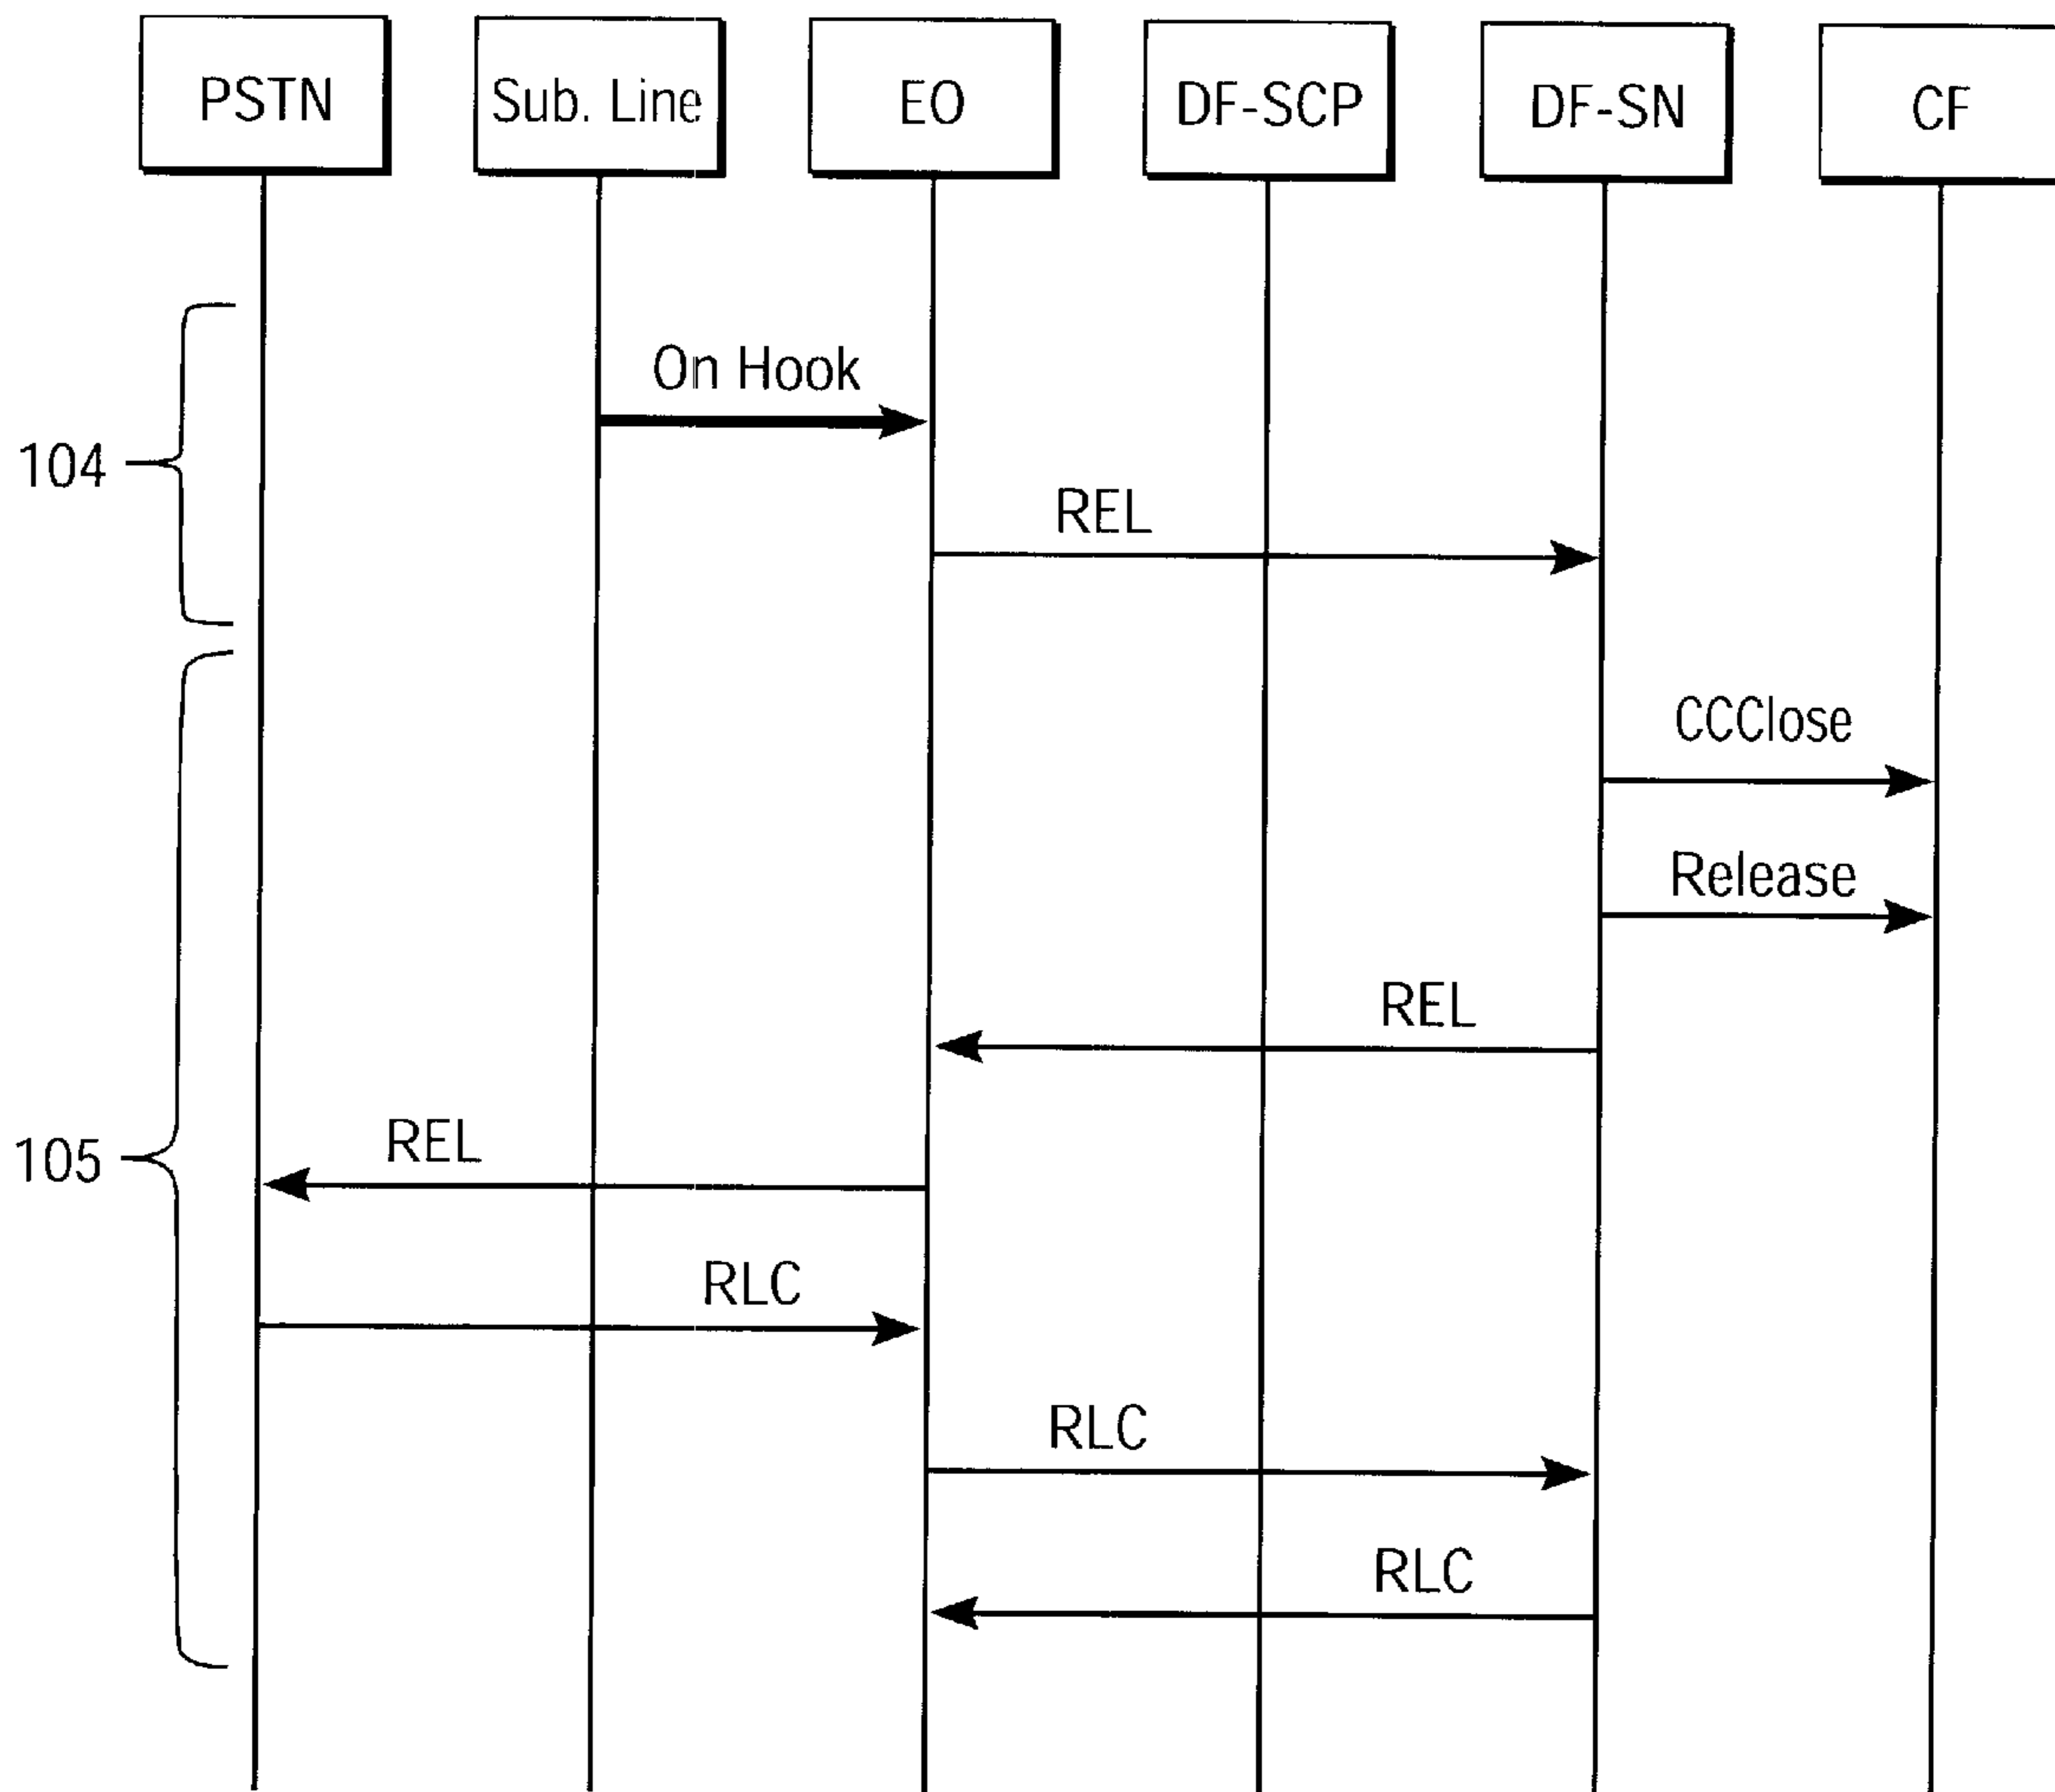 PSTN
Sub. Line
EO
DF-SCP
DF-SN
CF
On Hook
104
REL
CCClose
Release
REL
REL
105
RLC
RLC
RLC